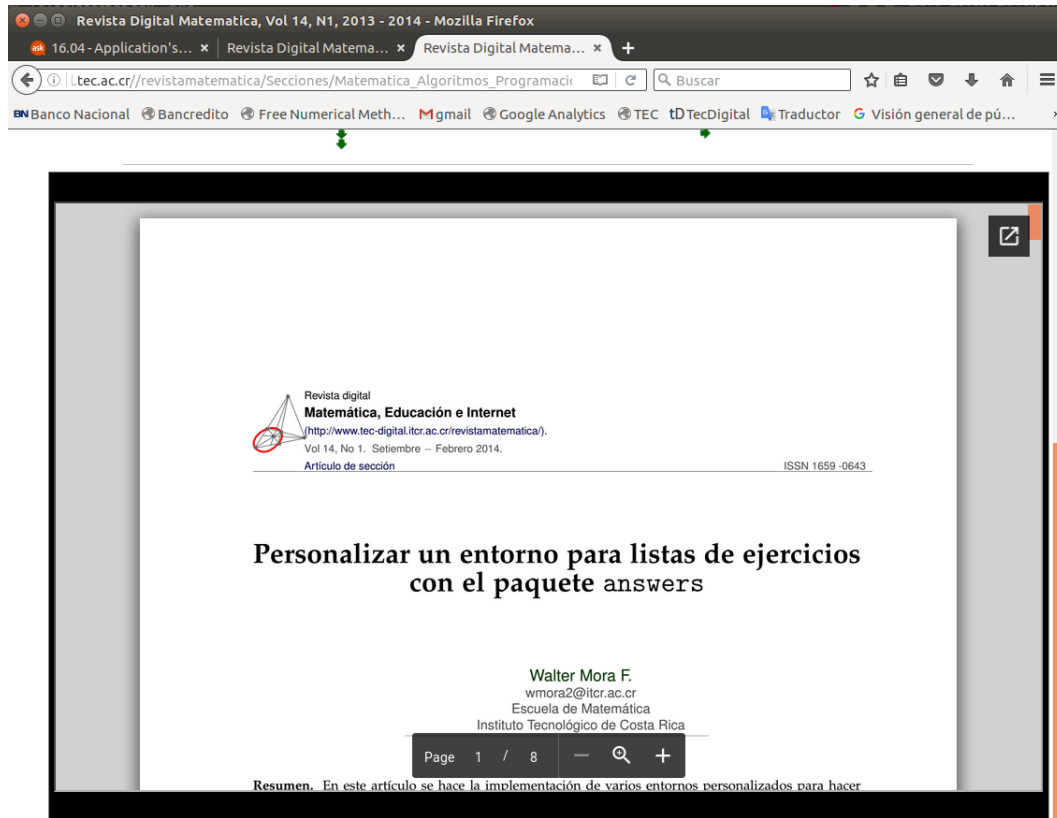 Revista Digital Matematica, Vol 14, N1, 2013 - 2014 - Mozilla Firefox
ask 16.04 - Application's... × Revista Digital Matema... × Revista Digital Matema... × +
.tec.ac.cr//revistamatematica/Secciones/Matematica_Algoritmos_Programaci Buscar
BN Banco Nacional Bancredito Free Numerical Meth... M gmail Google Analytics TEC tD TecDigital Traductor G Visión general de pú...
Revista digital
Matemática, Educación e Internet
(http://www.tec-digital.itcr.ac.cr/revistamatematica/).
Vol 14, No 1. Setiembre − Febrero 2014.
Artículo de sección ISSN 1659 -0643
Personalizar un entorno para listas de ejercicios
con el paquete answers
Walter Mora F.
wmora2@itcr.ac.cr
Escuela de Matemática
Instituto Tecnológico de Costa Rica
Page 1 / 8
Resumen. En este artículo se hace la implementación de varios entornos personalizados para hacer